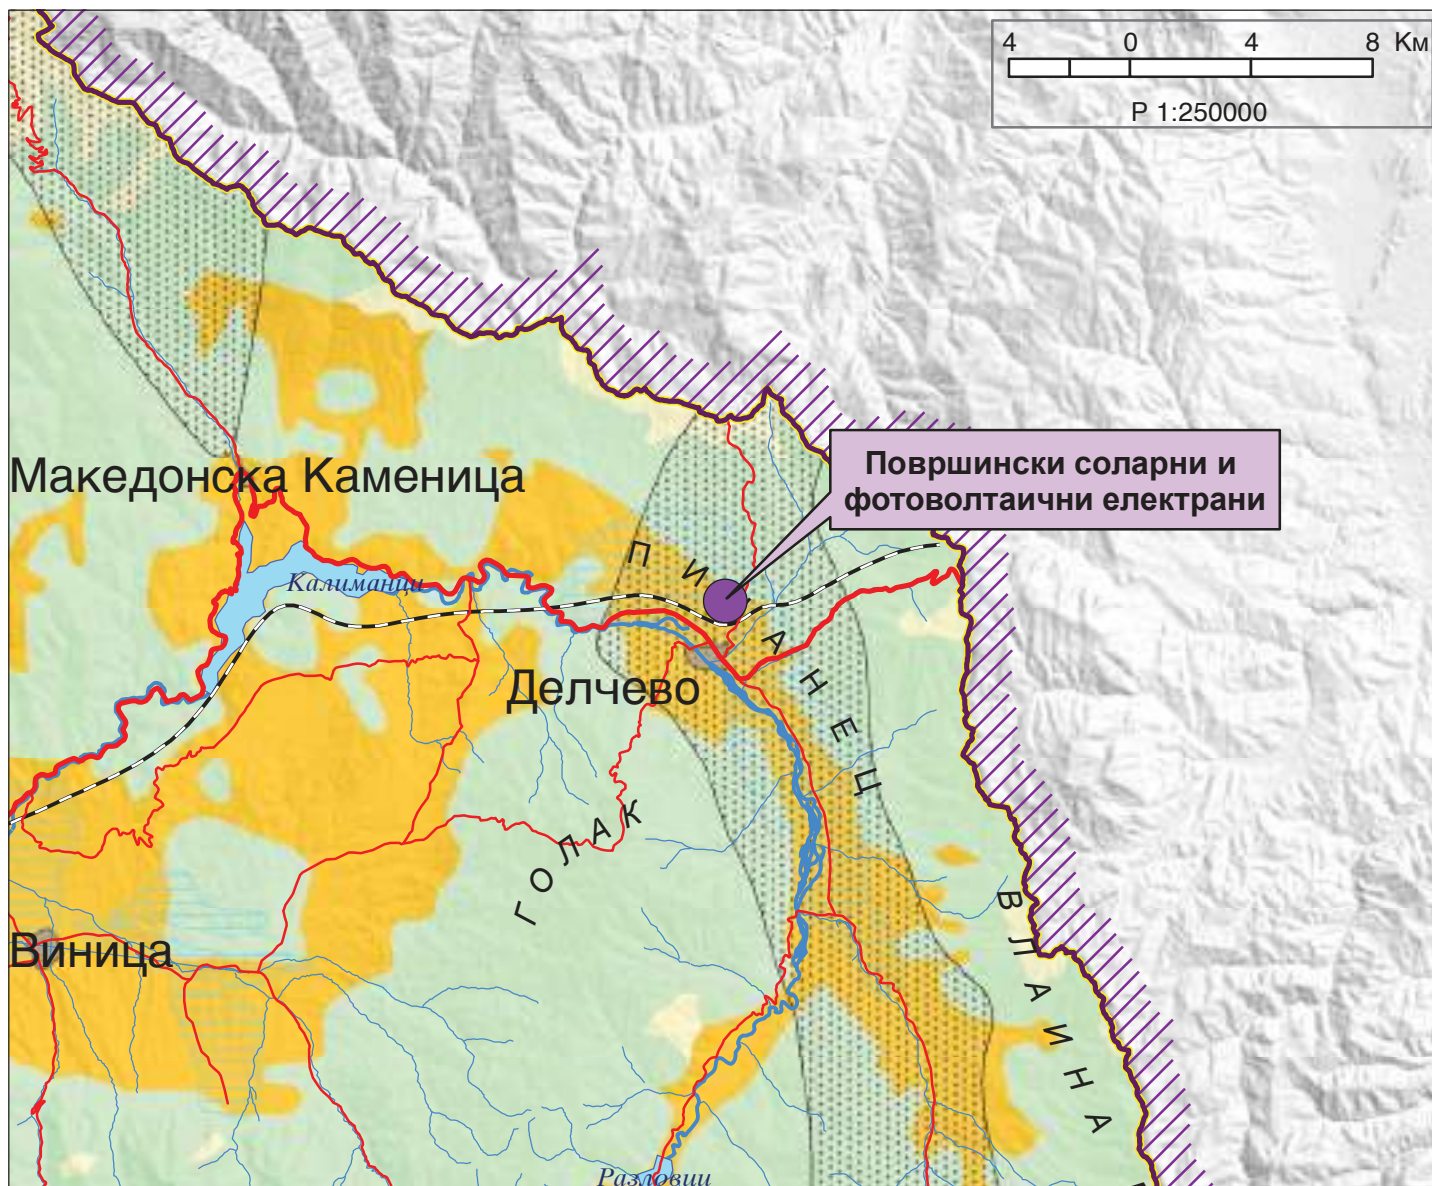 4 0 4 8 Км
Р 1:250000
Површински соларни и
фотоволтаични електрани
Македонска Каменица
Калиманци
ПИЈАНЕЦ
Делчево
ГОЛАК
ВЛАИНА
Виница
Разловци